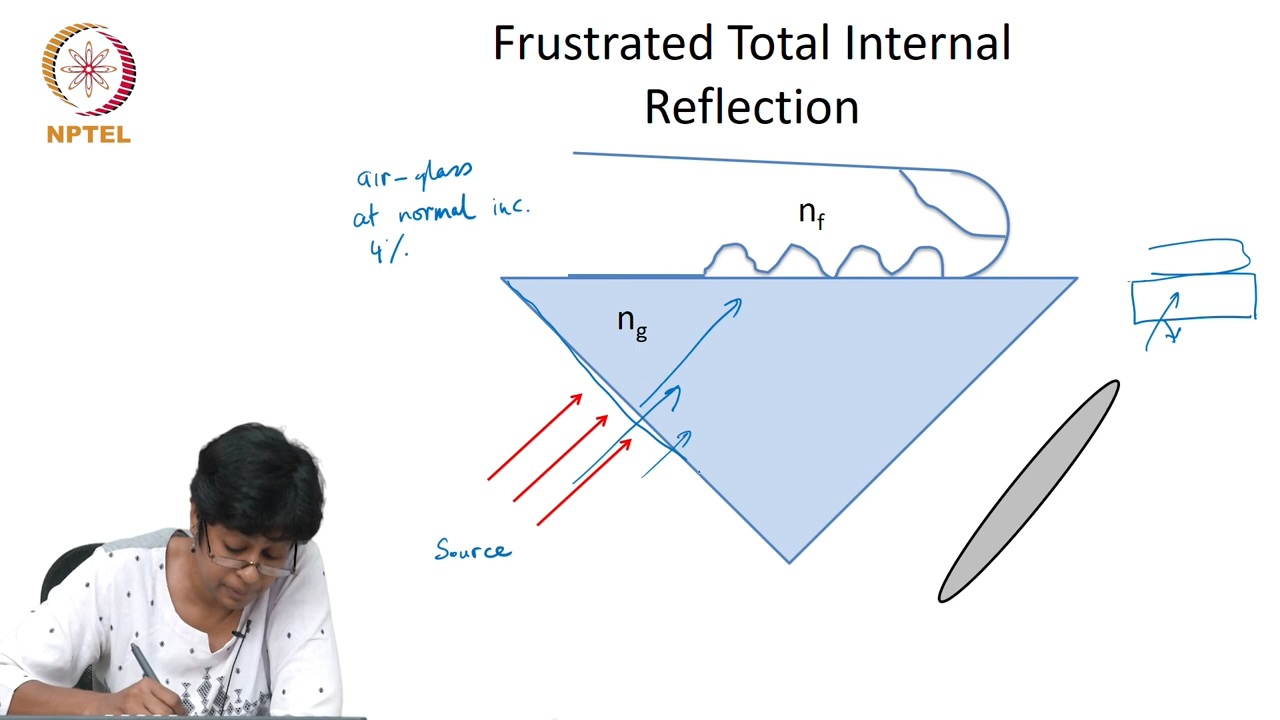 Frustrated Total Internal
Reflection
NPTEL
air-glass
at normal inc.
4%.
nf
ng
Source